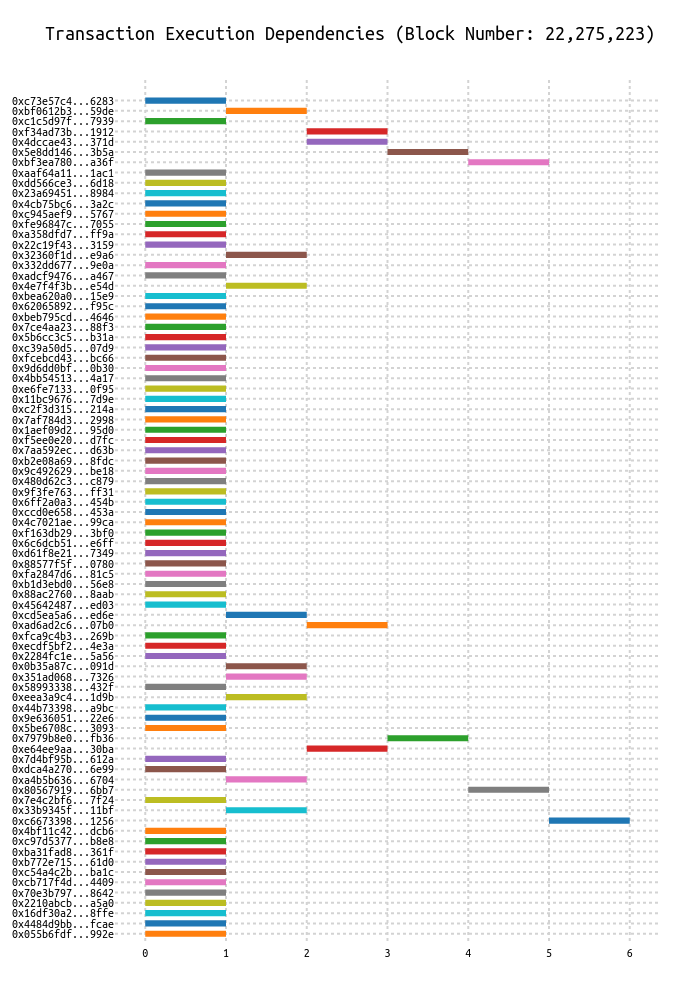 Transaction Execution Dependencies (Block Number: 22,275,223)
0xc73e57c4...6283
0xbf0612b3...59de
0xc1c5d97f...7939
0xf34ad73b...1912
0x4dccae43...371d
0x5e8dd146...3b5a
0xbf3ea780...a36f
0xaaf64a11...1ac1
0xdd566ce3...6d18
0x23a69451...8984
0x4cb75bc6...3a2c
0xc945aef9...5767
0xfe96847c...7055
0xa358dfd7...ff9a
0x22c19f43...3159
0x32360f1d...e9a6
0x332dd677...9e0a
0xadcf9476...a467
0x4e7f4f3b...e54d
0xbea620a0...15e9
0x62065892...f95c
0xbeb795cd...4646
0x7ce4aa23...88f3
0x5b6cc3c5...b31a
0xc39a50d5...07d9
0xfcebcd43...bc66
0x9d6dd0bf...0b30
0x4bb54513...4a17
0xe6fe7133...0f95
0x11bc9676...7d9e
0xc2f3d315...214a
0x7af784d3...2998
0x1aef09d2...95d0
0xf5ee0e20...d7fc
0x7aa592ec...d63b
0xb2e08a69...8fdc
0x9c492629...be18
0x480d62c3...c879
0x9f3fe763...ff31
0x6ff2a0a3...454b
0xccd0e658...453a
0x4c7021ae...99ca
0xf163db29...3bf0
0x6c6dcb51...e6ff
0xd61f8e21...7349
0x88577f5f...0780
0xfa2847d6...81c5
0xb1d3ebd0...56e8
0x88ac2760...8aab
0x45642487...ed03
0xcd5ea5a6...ed6e
0xad6ad2c6...07b0
0xfca9c4b3...269b
0xecdf5bf2...4e3a
0x2284fc1e...5a56
0x0b35a87c...091d
0x351ad068...7326
0x58993338...432f
0xeea3a9c4...1d9b
0x44b73398...a9bc
0x9e636051...22e6
0x5be6708c...3093
0x7979b8e0...fb36
0xe64ee9aa...30ba
0x7d4bf95b...612a
0xdca4a270...6e99
0xa4b5b636...6704
0x80567919...6bb7
0x7e4c2bf6...7f24
0x33b9345f...11bf
0xc6673398...1256
0x4bf11c42...dcb6
0xc97d5377...b8e8
0xba31fad8...361f
0xb772e715...61d0
0xc54a4c2b...ba1c
0xcb717f4d...4409
0x70e3b797...8642
0x2210abcb...a5a0
0x16df30a2...8ffe
0x4484d9bb...fcae
0x055b6fdf...992e
0 1 2 3 4 5 6